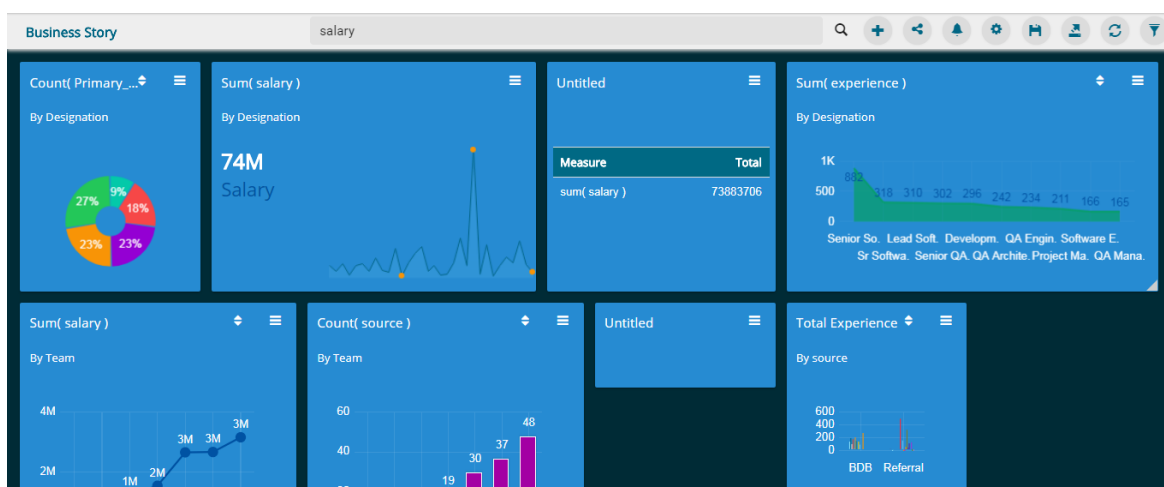 Business Story
salary
Count( Primary_...
By Designation
27%
9%
18%
23%
23%
Sum( salary )
By Designation
74M
Salary
Untitled
Measure Total
sum( salary ) 73883706
Sum( experience )
By Designation
1K
500
0
882 318 310 302 296 242 234 211 166 165
Senior So. Lead Soft. Developm. QA Engin. Software E.
Sr Softwa. Senior QA. QA Archite. Project Ma. QA Mana.
Sum( salary )
By Team
4M
2M
1M 2M 3M 3M 3M
Count( source )
By Team
60
40
19 30 37 48
Untitled
Total Experience
By source
600
400
200
0
BDB Referral